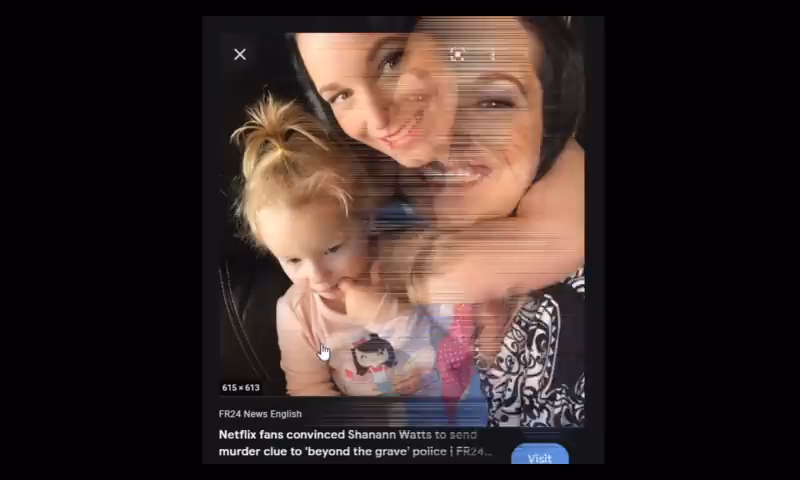 615 × 613
FR24 News English
Netflix fans convinced Shanann Watts to send
murder clue to 'beyond the grave' police | FR24...
Visit